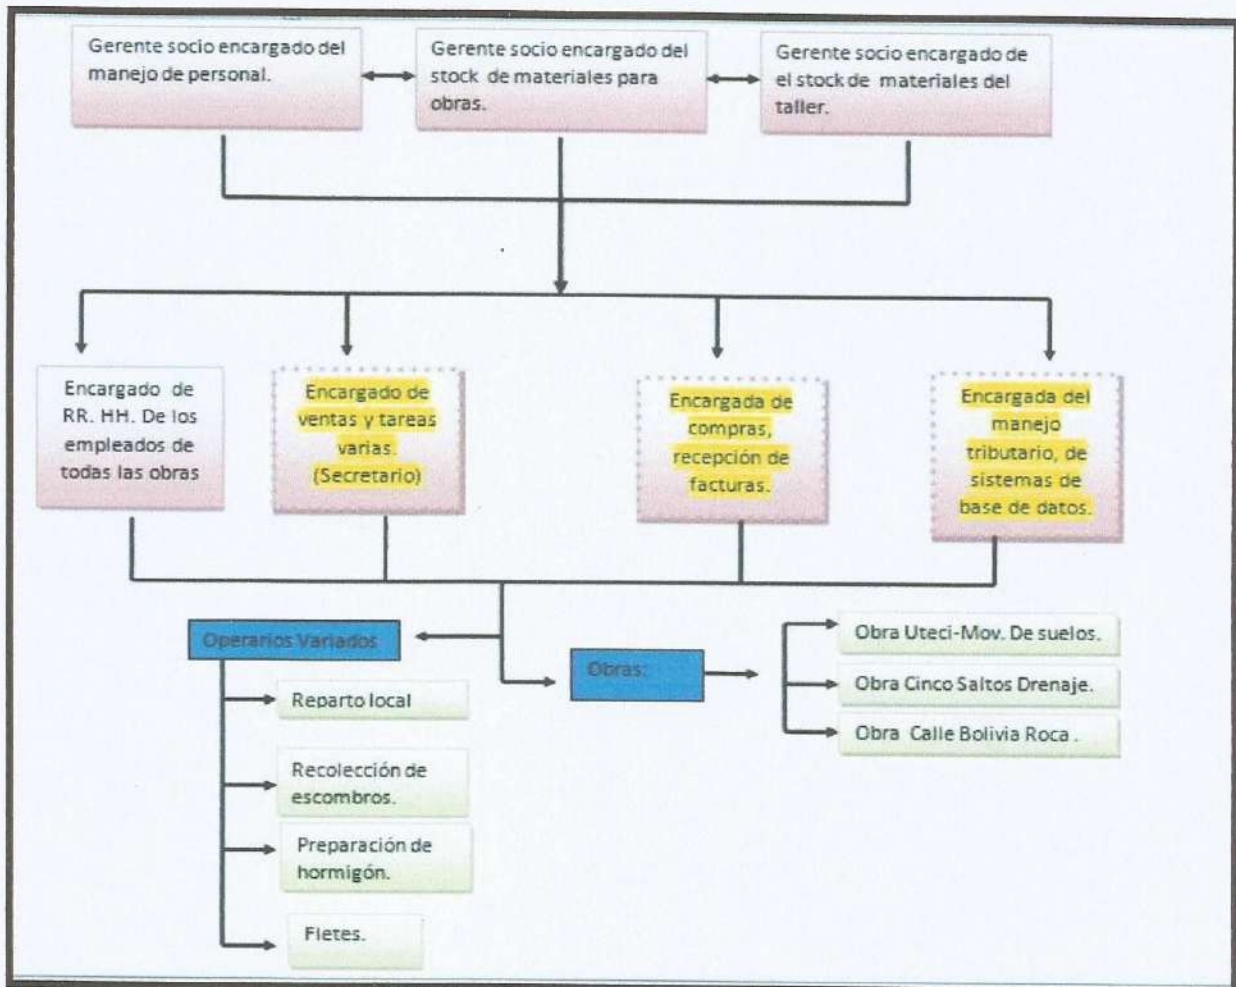 Gerente socio encargado del
manejo de personal.
Gerente socio encargado del
stock de materiales para
obras.
Gerente socio encargado de
el stock de materiales del
taller.
Encargado de
RR. HH. De los
empleados de
todas las obras
Encargado de
ventas y tareas
varias.
(Secretario)
Encargada de
compras,
recepción de
facturas.
Encargada del
manejo
tributario, de
sistemas de
base de datos.
Operarios Variados
Reparto local
Recolección de
escombros.
Preparación de
hormigón.
Fletes.
Obras:
Obra Uteci-Mov. De suelos.
Obra Cinco Saltos Drenaje.
Obra Calle Bolivia Roca .